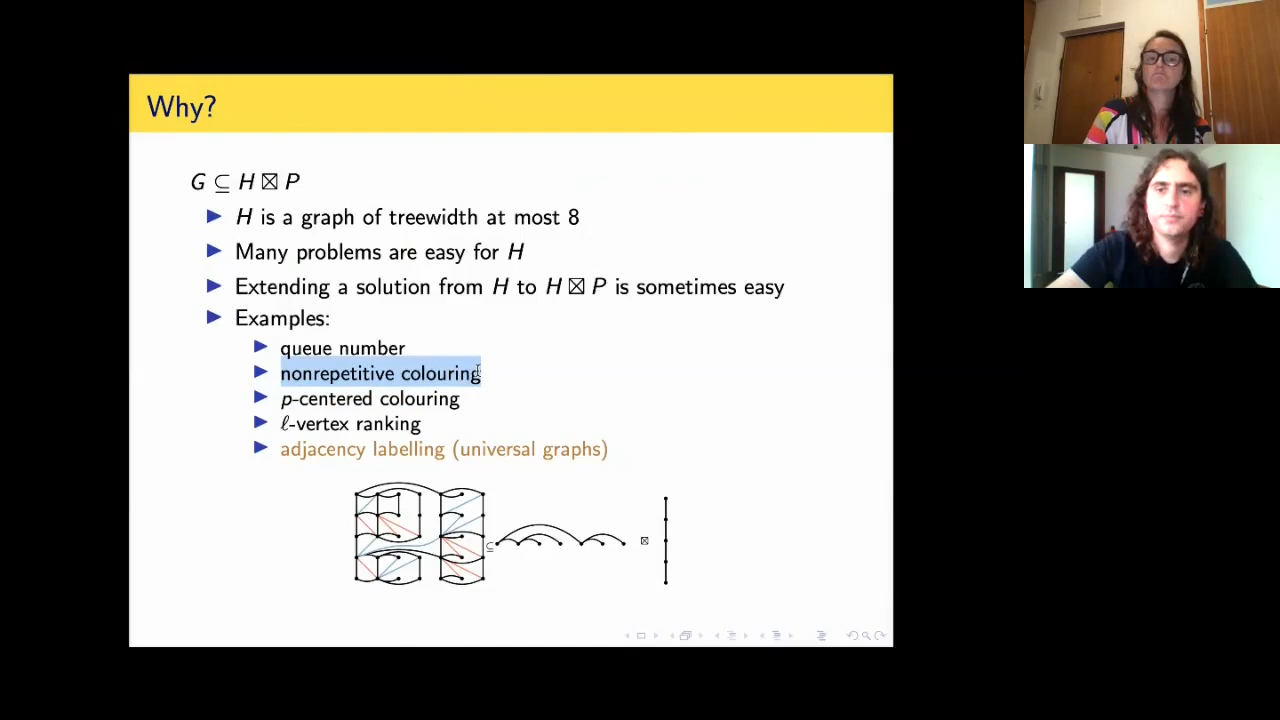 Why?
G ⊆ H ⊠ P
H is a graph of treewidth at most 8
Many problems are easy for H
Extending a solution from H to H ⊠ P is sometimes easy
Examples:
queue number
nonrepetitive colouring
p-centered colouring
ℓ-vertex ranking
adjacency labelling (universal graphs)
⊆ ⊠